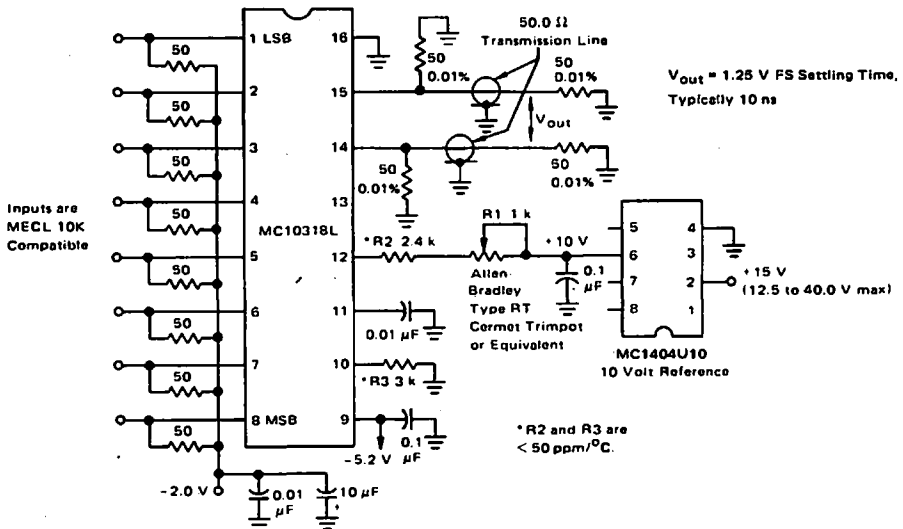 50.0 Ω
Transmission Line
1 LSB
16
50
50
0.01%
50
0.01%
V_out = 1.25 V FS Settling Time,
Typically 10 ns
2
15
50
V_out
3
14
50
50
0.01%
50
0.01%
4
13
50
Inputs are
MECL 10K
Compatible
MC10318L
R1 1 k
*R2 2.4 k
+10 V
5
12
50
5
4
6
3
7
2
8
1
0.1
μF
+15 V
(12.5 to 40.0 V max)
Allen-
Bradley
Type RT
Cermet Trimpot
or Equivalent
6
11
50
0.01 μF
MC1404U10
10 Volt Reference
7
10
50
*R3 3 k
8 MSB
9
50
0.1
μF
-5.2 V
*R2 and R3 are
< 50 ppm/°C.
-2.0 V
0.01
μF
10 μF
+